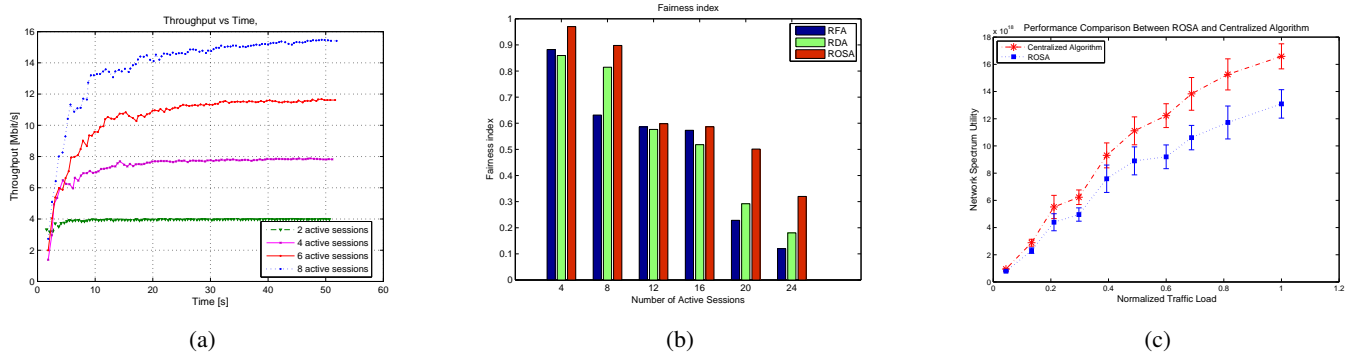 Throughput vs Time,
16
14
12
10
8
6
4
2
0
0 10 20 30 40 50 60
Throughput [Mbit/s]
Time [s]
2 active sessions
4 active sessions
6 active sessions
8 active sessions
(a)
Fairness index
1
0.9
0.8
0.7
0.6
0.5
0.4
0.3
0.2
0.1
0
4 8 12 16 20 24
Fairness index
Number of Active Sessions
RFA
RDA
ROSA
(b)
Performance Comparison Between ROSA and Centralized Algorithm
18
16
14
12
10
8
6
4
2
0
0 0.2 0.4 0.6 0.8 1 1.2
Network Spectrum Utility
Normalized Traffic Load
Centralized Algorithm
ROSA
(c)